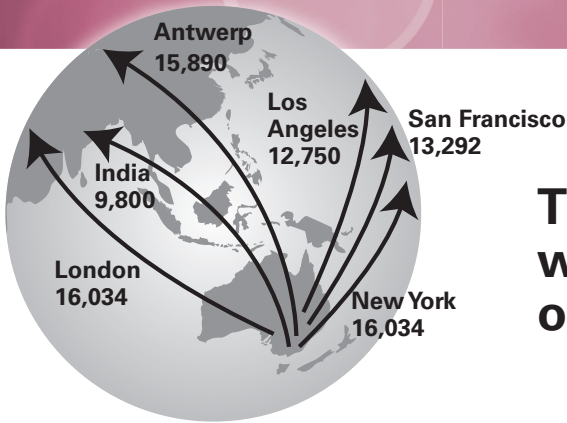 Antwerp
15,890
Los
Angeles
12,750
San Francisco
13,292
India
9,800
London
16,034
New York
16,034
T
w
o